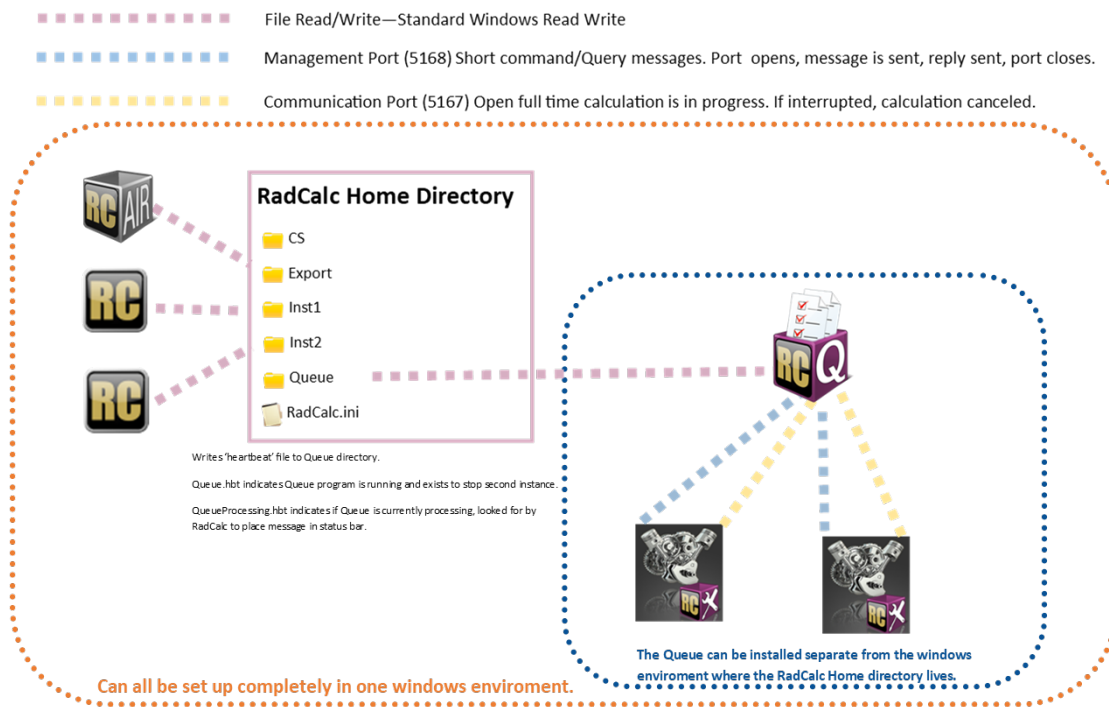 File Read/Write—Standard Windows Read Write
Management Port (5168) Short command/Query messages. Port  opens, message is sent, reply sent, port closes.
Communication Port (5167) Open full time calculation is in progress. If interrupted, calculation canceled.
RC AIR
RadCalc Home Directory
CS
Export
RC
Inst1
Inst2
RC Q
Queue
RC
RadCalc.ini
Writes 'heartbeat' file to Queue directory.
Queue.hbt indicates Queue program is running and exists to stop second instance.
QueueProcessing.hbt indicates if Queue is currently processing, looked for by
RadCalc to place message in status bar.
RC
RC
The Queue can be installed separate from the windows
enviroment where the RadCalc Home directory lives.
Can all be set up completely in one windows enviroment.